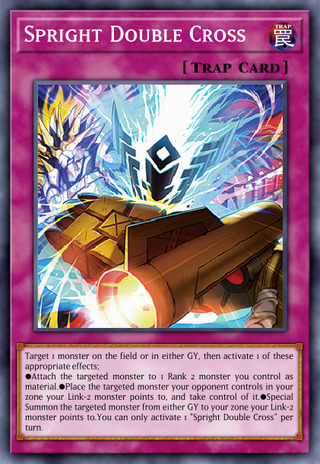 Spright Double Cross
TRAP
罠
[Trap Card]
Target 1 monster on the field or in either GY, then activate 1 of these
appropriate effects;
●Attach the targeted monster to 1 Rank 2 monster you control as
material.●Place the targeted monster your opponent controls in your
zone your Link-2 monster points to, and take control of it.●Special
Summon the targeted monster from either GY to your zone your Link-2
monster points to.You can only activate 1 "Spright Double Cross" per
turn.